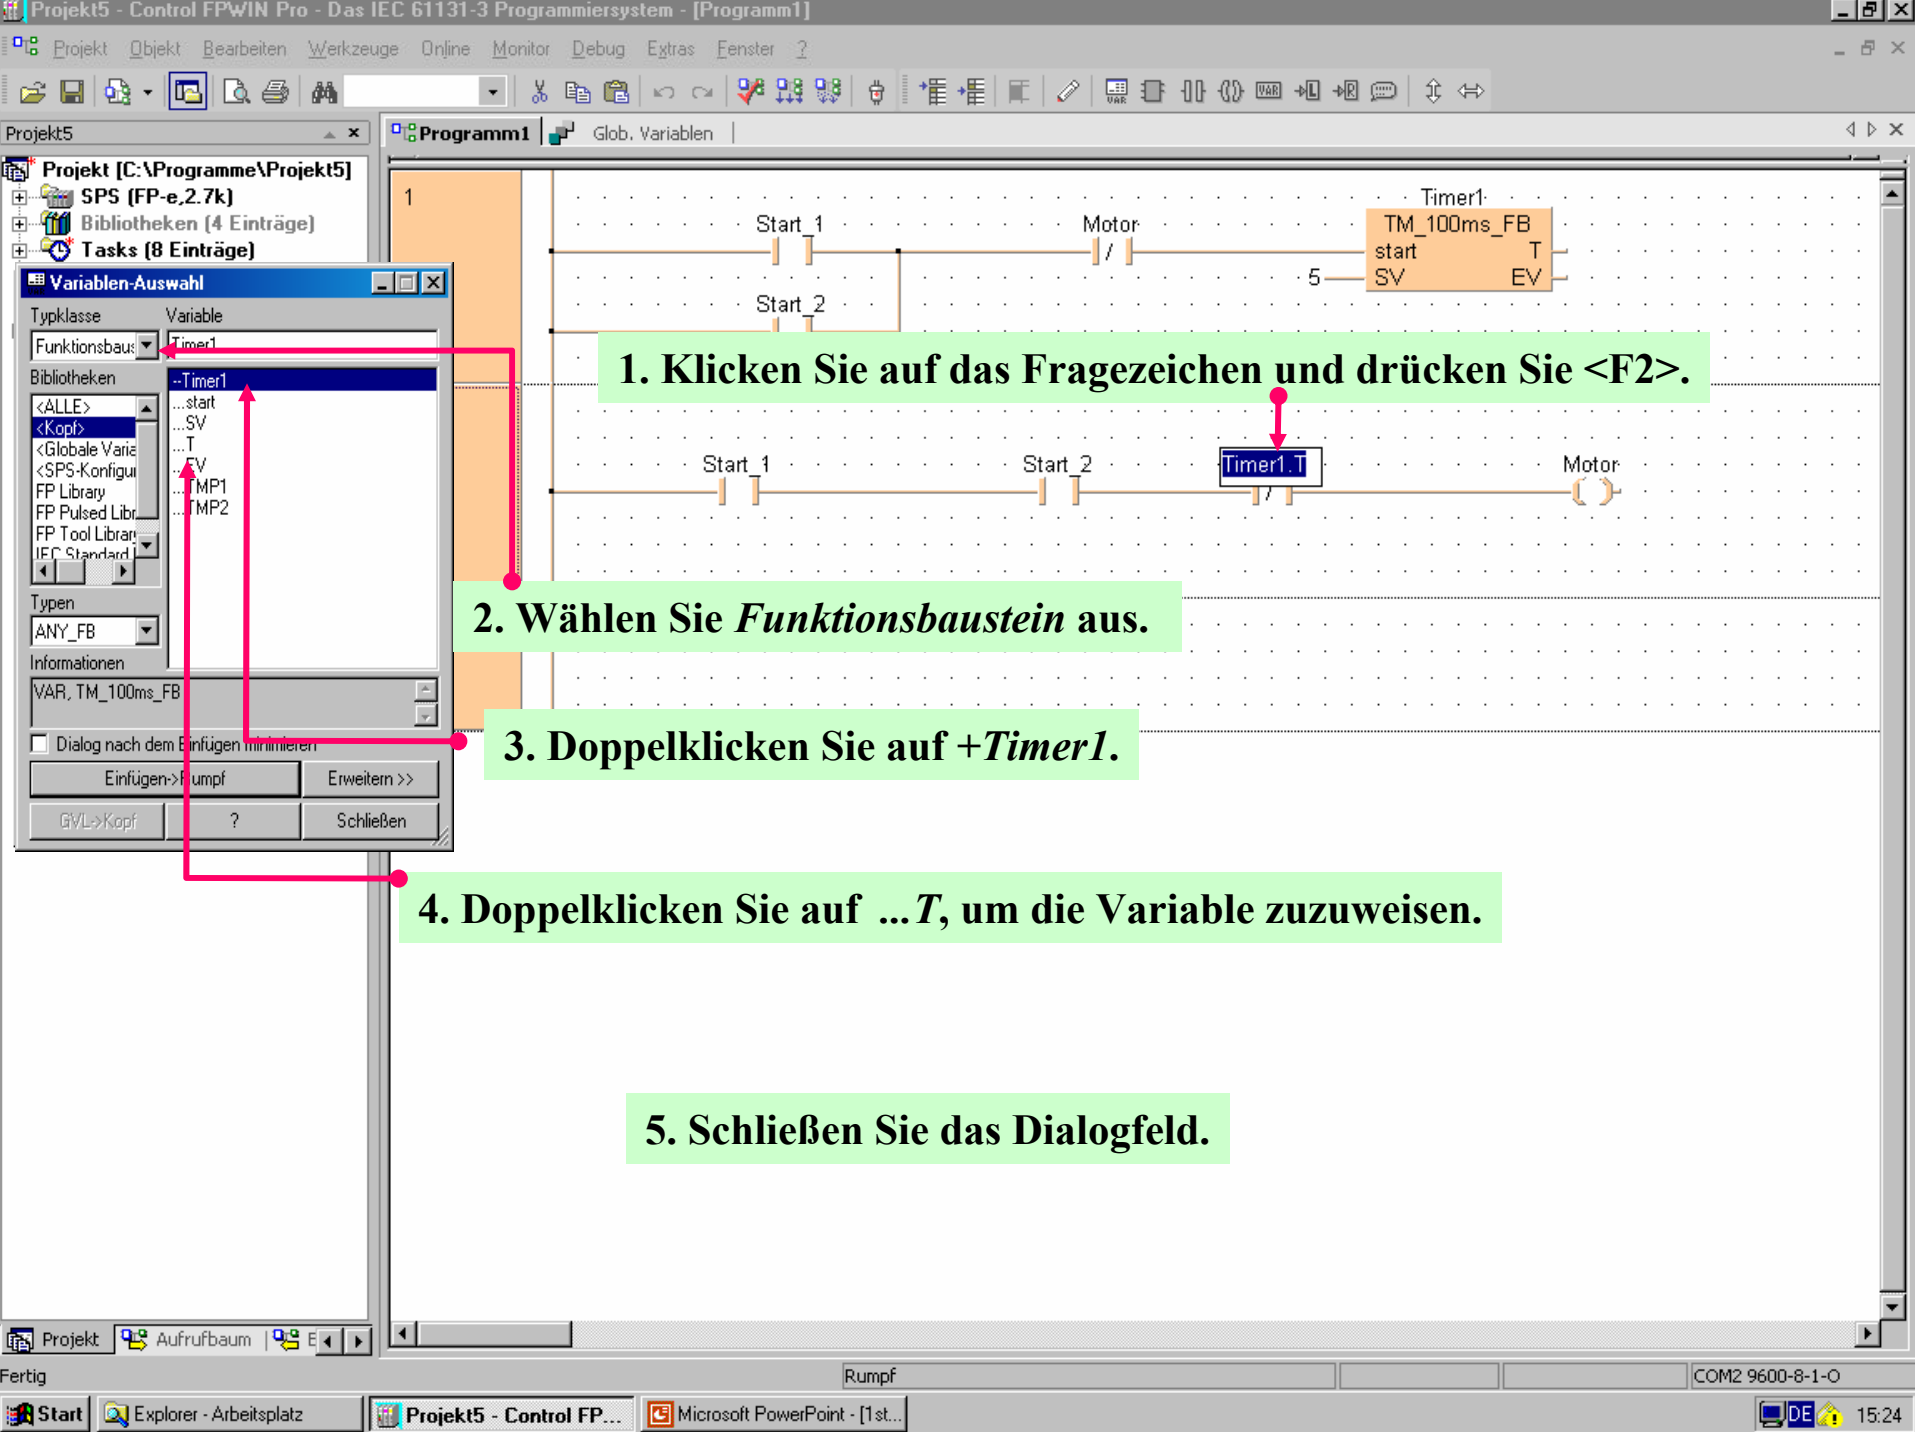 Projekt5 - Control FPWIN Pro - Das IEC 61131-3 Programmiersystem - [Programm1]
Projekt Objekt Bearbeiten Werkzeuge Online Monitor Debug Extras Fenster ?
Projekt5
Programm1 Glob. Variablen
Projekt [C:\Programme\Projekt5]
SPS (FP-e,2.7k)
Bibliotheken (4 Einträge)
Tasks (8 Einträge)
Variablen-Auswahl
Typklasse Variable
Funktionsbaus Timer1
Bibliotheken
<ALLE>
<Kopf>
<Globale Varia
<SPS-Konfigur
FP Library
FP Pulsed Libr
FP Tool Library
IEC Standard
--Timer1
...start
...SV
...T
...EV
...TMP1
...TMP2
Typen
ANY_FB
Informationen
VAR, TM_100ms_FB
Dialog nach dem Einfügen minimieren
Einfügen->Rumpf Erweitern >>
GVL->Kopf ? Schließen
1
Start_1 Motor Timer1
TM_100ms_FB
start T
5 SV EV
Start_2
1. Klicken Sie auf das Fragezeichen und drücken Sie <F2>.
Start_1 Start_2 Timer1.T Motor
2. Wählen Sie Funktionsbaustein aus.
3. Doppelklicken Sie auf +Timer1.
4. Doppelklicken Sie auf ...T, um die Variable zuzuweisen.
5. Schließen Sie das Dialogfeld.
Projekt Aufrufbaum
Fertig Rumpf COM2 9600-8-1-O
Start Explorer - Arbeitsplatz Projekt5 - Control FP... Microsoft PowerPoint - [1st... DE 15:24